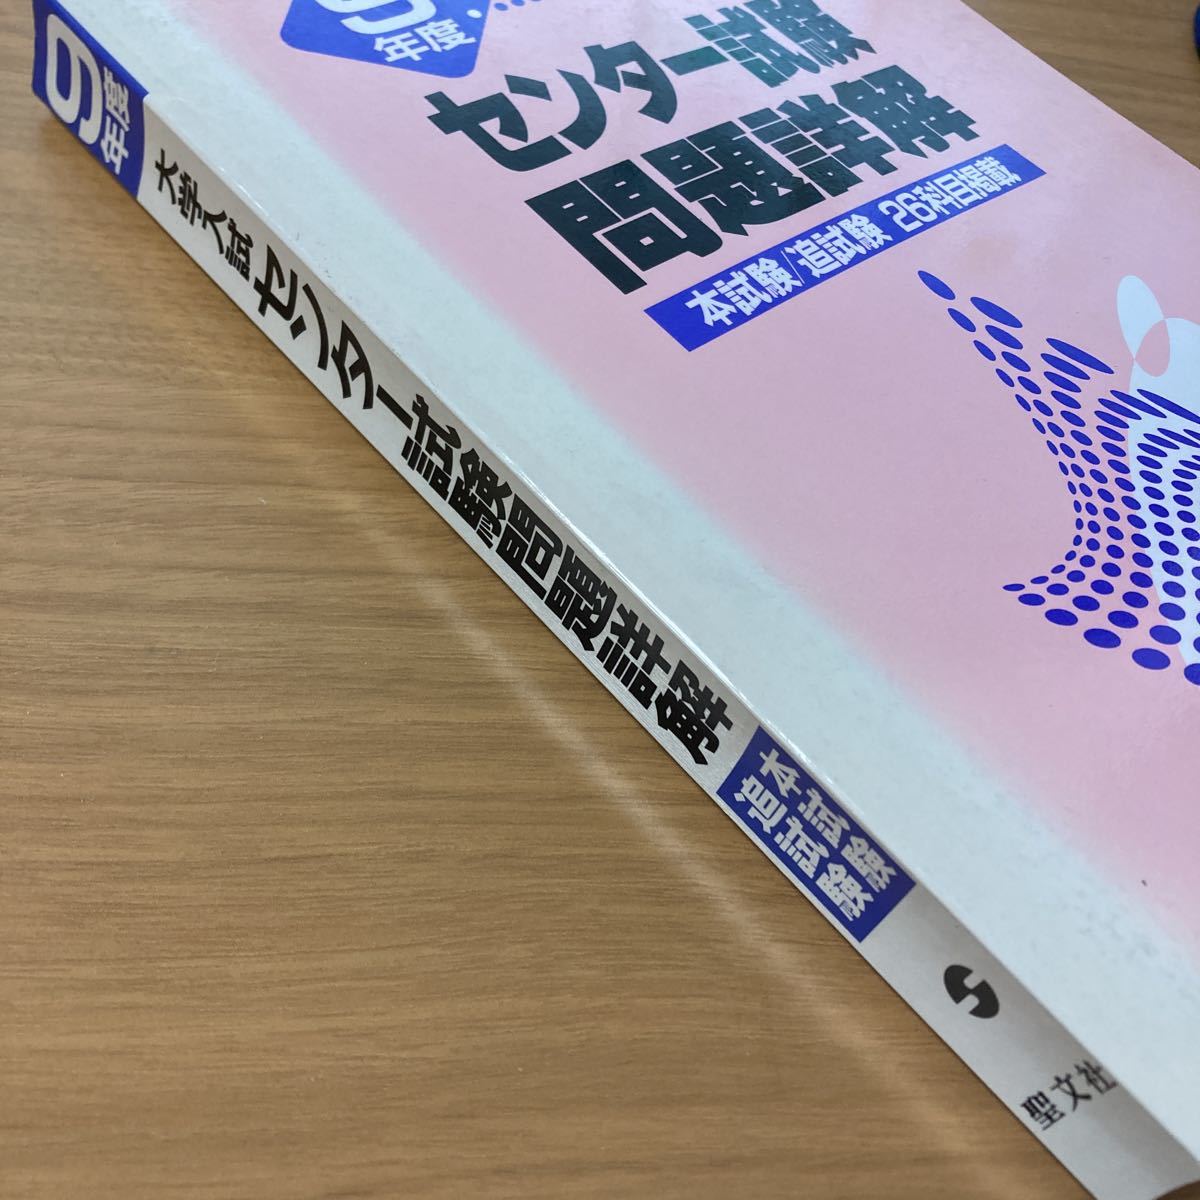 9
年度
センター試験
問題詳解
本試験/追試験 26科目掲載
9
年度
大学入試センター試験問題詳解
本試験
追試験
聖文社